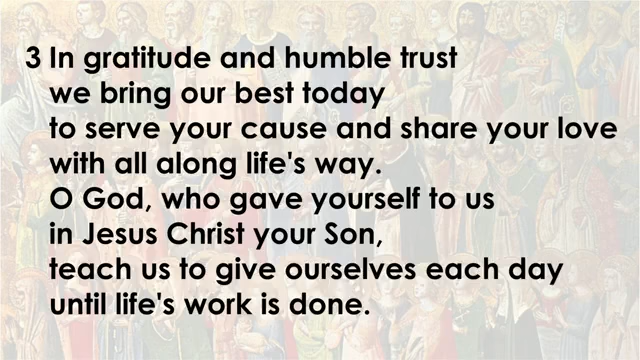 3 In gratitude and humble trust
we bring our best today
to serve your cause and share your love
with all along life's way.
O God, who gave yourself to us
in Jesus Christ your Son,
teach us to give ourselves each day
until life's work is done.